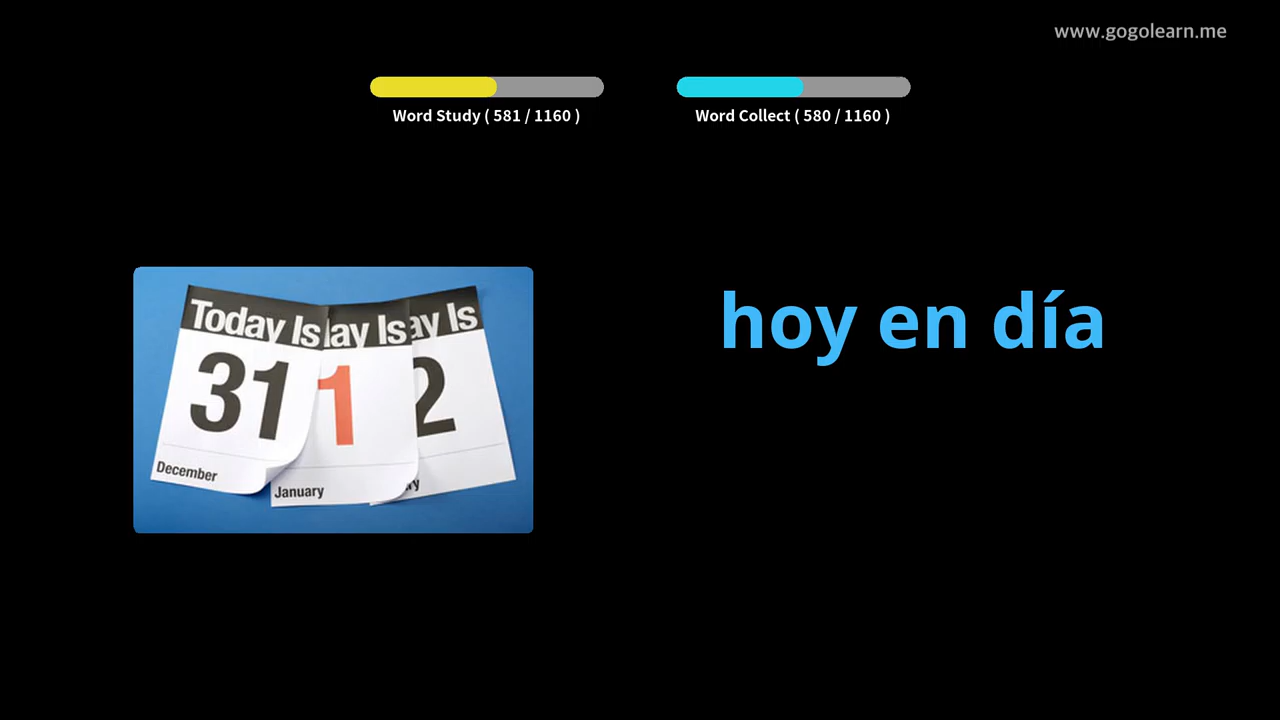 www.gogolearn.me
Word Study ( 581 / 1160 )
Word Collect ( 580 / 1160 )
Today Is
31
December
day Is
1
January
ay Is
2
ry
hoy en día